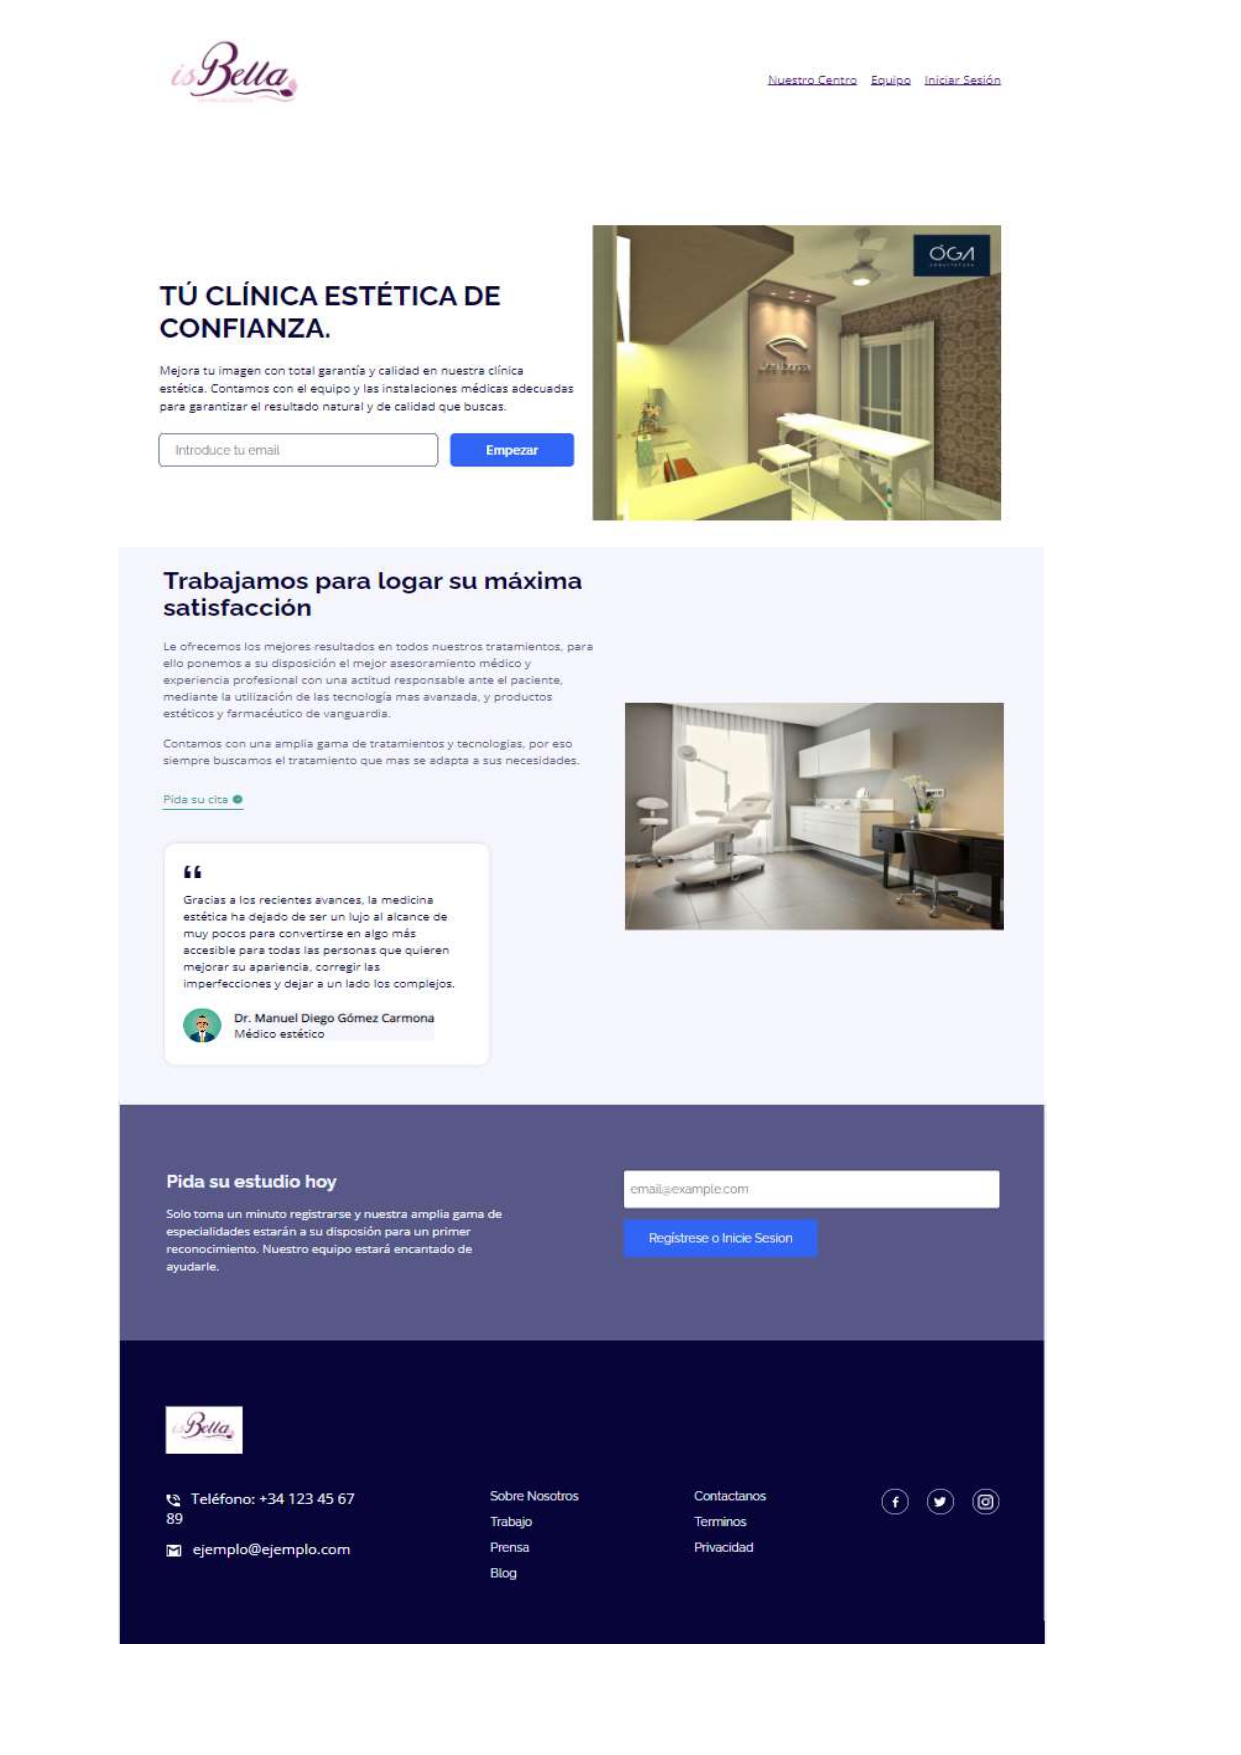 isBella
Nuestro Centro Equipo Iniciar Sesión
ÓGA
TÚ CLÍNICA ESTÉTICA DE
CONFIANZA.
Mejora tu imagen con total garantía y calidad en nuestra clínica
estética. Contamos con el equipo y las instalaciones médicas adecuadas
para garantizar el resultado natural y de calidad que buscas.
Introduce tu email Empezar
Trabajamos para logar su máxima
satisfacción
Le ofrecemos los mejores resultados en todos nuestros tratamientos, para
ello ponemos a su disposición el mejor asesoramiento médico y
experiencia profesional con una actitud responsable ante el paciente,
mediante la utilización de las tecnología mas avanzada, y productos
estéticos y farmacéutico de vanguardia.
Contamos con una amplia gama de tratamientos y tecnologías, por eso
siempre buscamos el tratamiento que mas se adapta a sus necesidades.
Pida su cita
“
Gracias a los recientes avances, la medicina
estética ha dejado de ser un lujo al alcance de
muy pocos para convertirse en algo más
accesible para todas las personas que quieren
mejorar su apariencia, corregir las
imperfecciones y dejar a un lado los complejos.
Dr. Manuel Diego Gómez Carmona
Médico estético
Pida su estudio hoy
Solo toma un minuto registrarse y nuestra amplia gama de
especialidades estarán a su disposión para un primer
reconocimiento. Nuestro equipo estará encantado de
ayudarle.
email@example.com
Regístrese o Inicie Sesion
isBella
Teléfono: +34 123 45 67
89
ejemplo@ejemplo.com
Sobre Nosotros
Trabajo
Prensa
Blog
Contactanos
Terminos
Privacidad